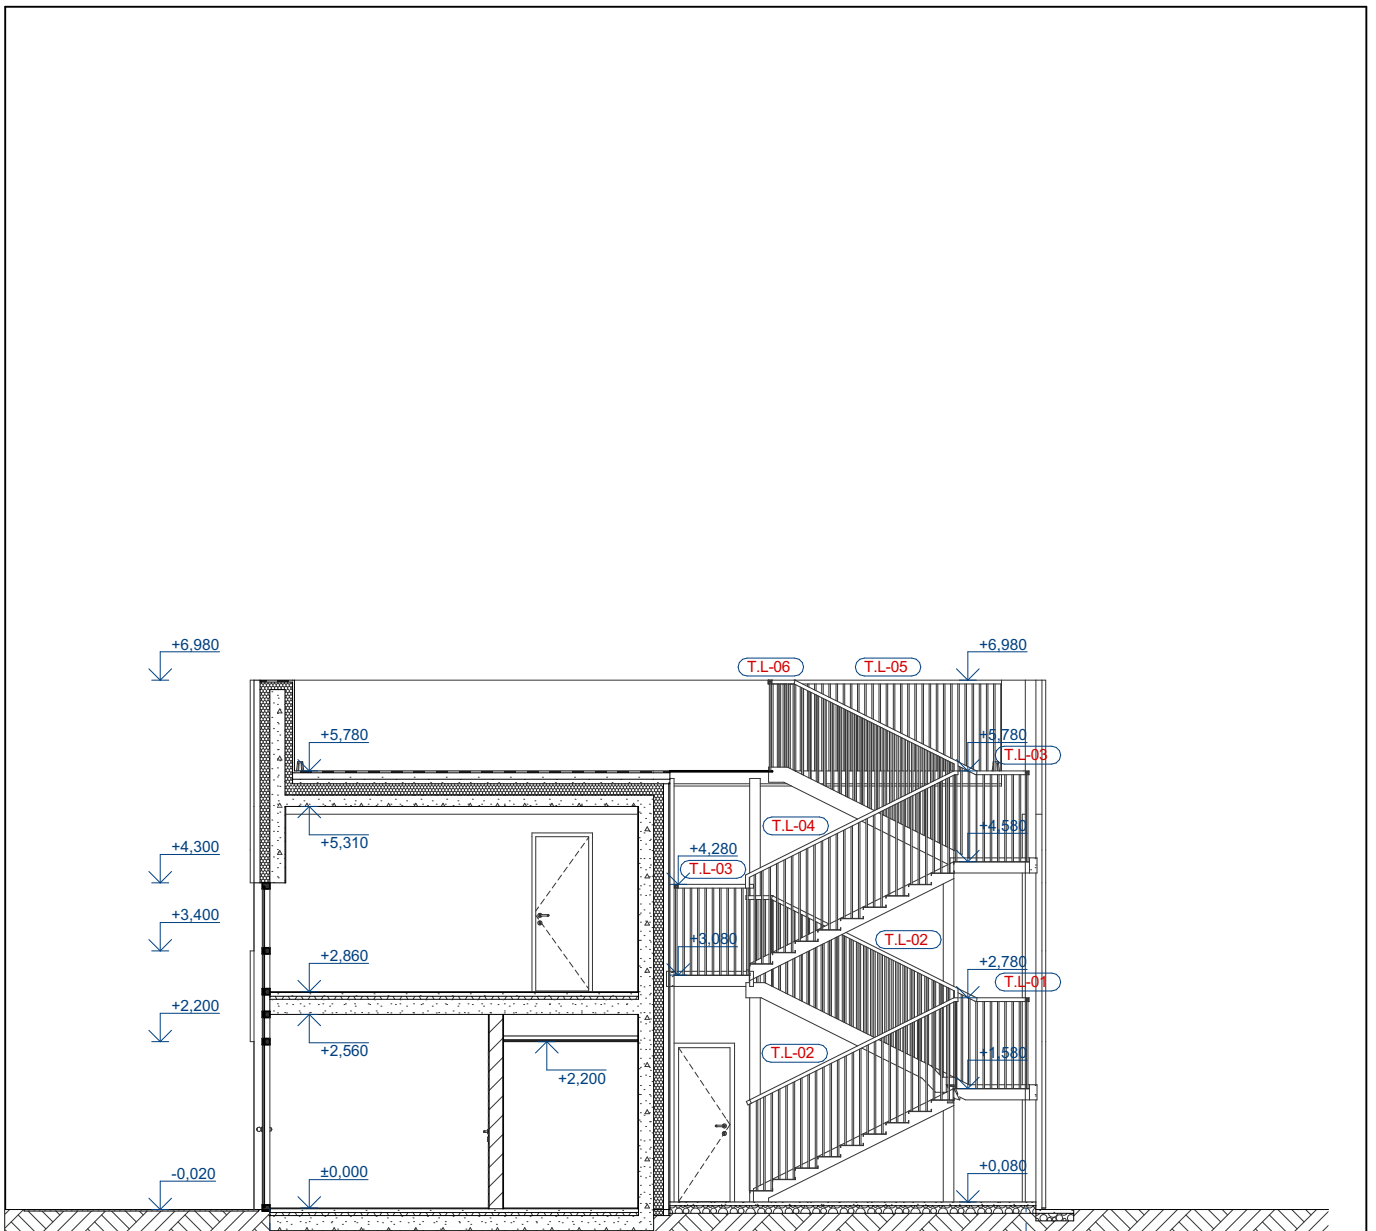 +6,980
+6,980
T.L-06
T.L-05
+5,780
+5,780
T.L-03
T.L-04
+4,580
+5,310
+4,300
+4,280
T.L-03
+3,400
+3,080
T.L-02
+2,860
+2,780
T.L-01
+2,200
+2,560
T.L-02
+1,580
+2,200
-0,020
±0,000
+0,080